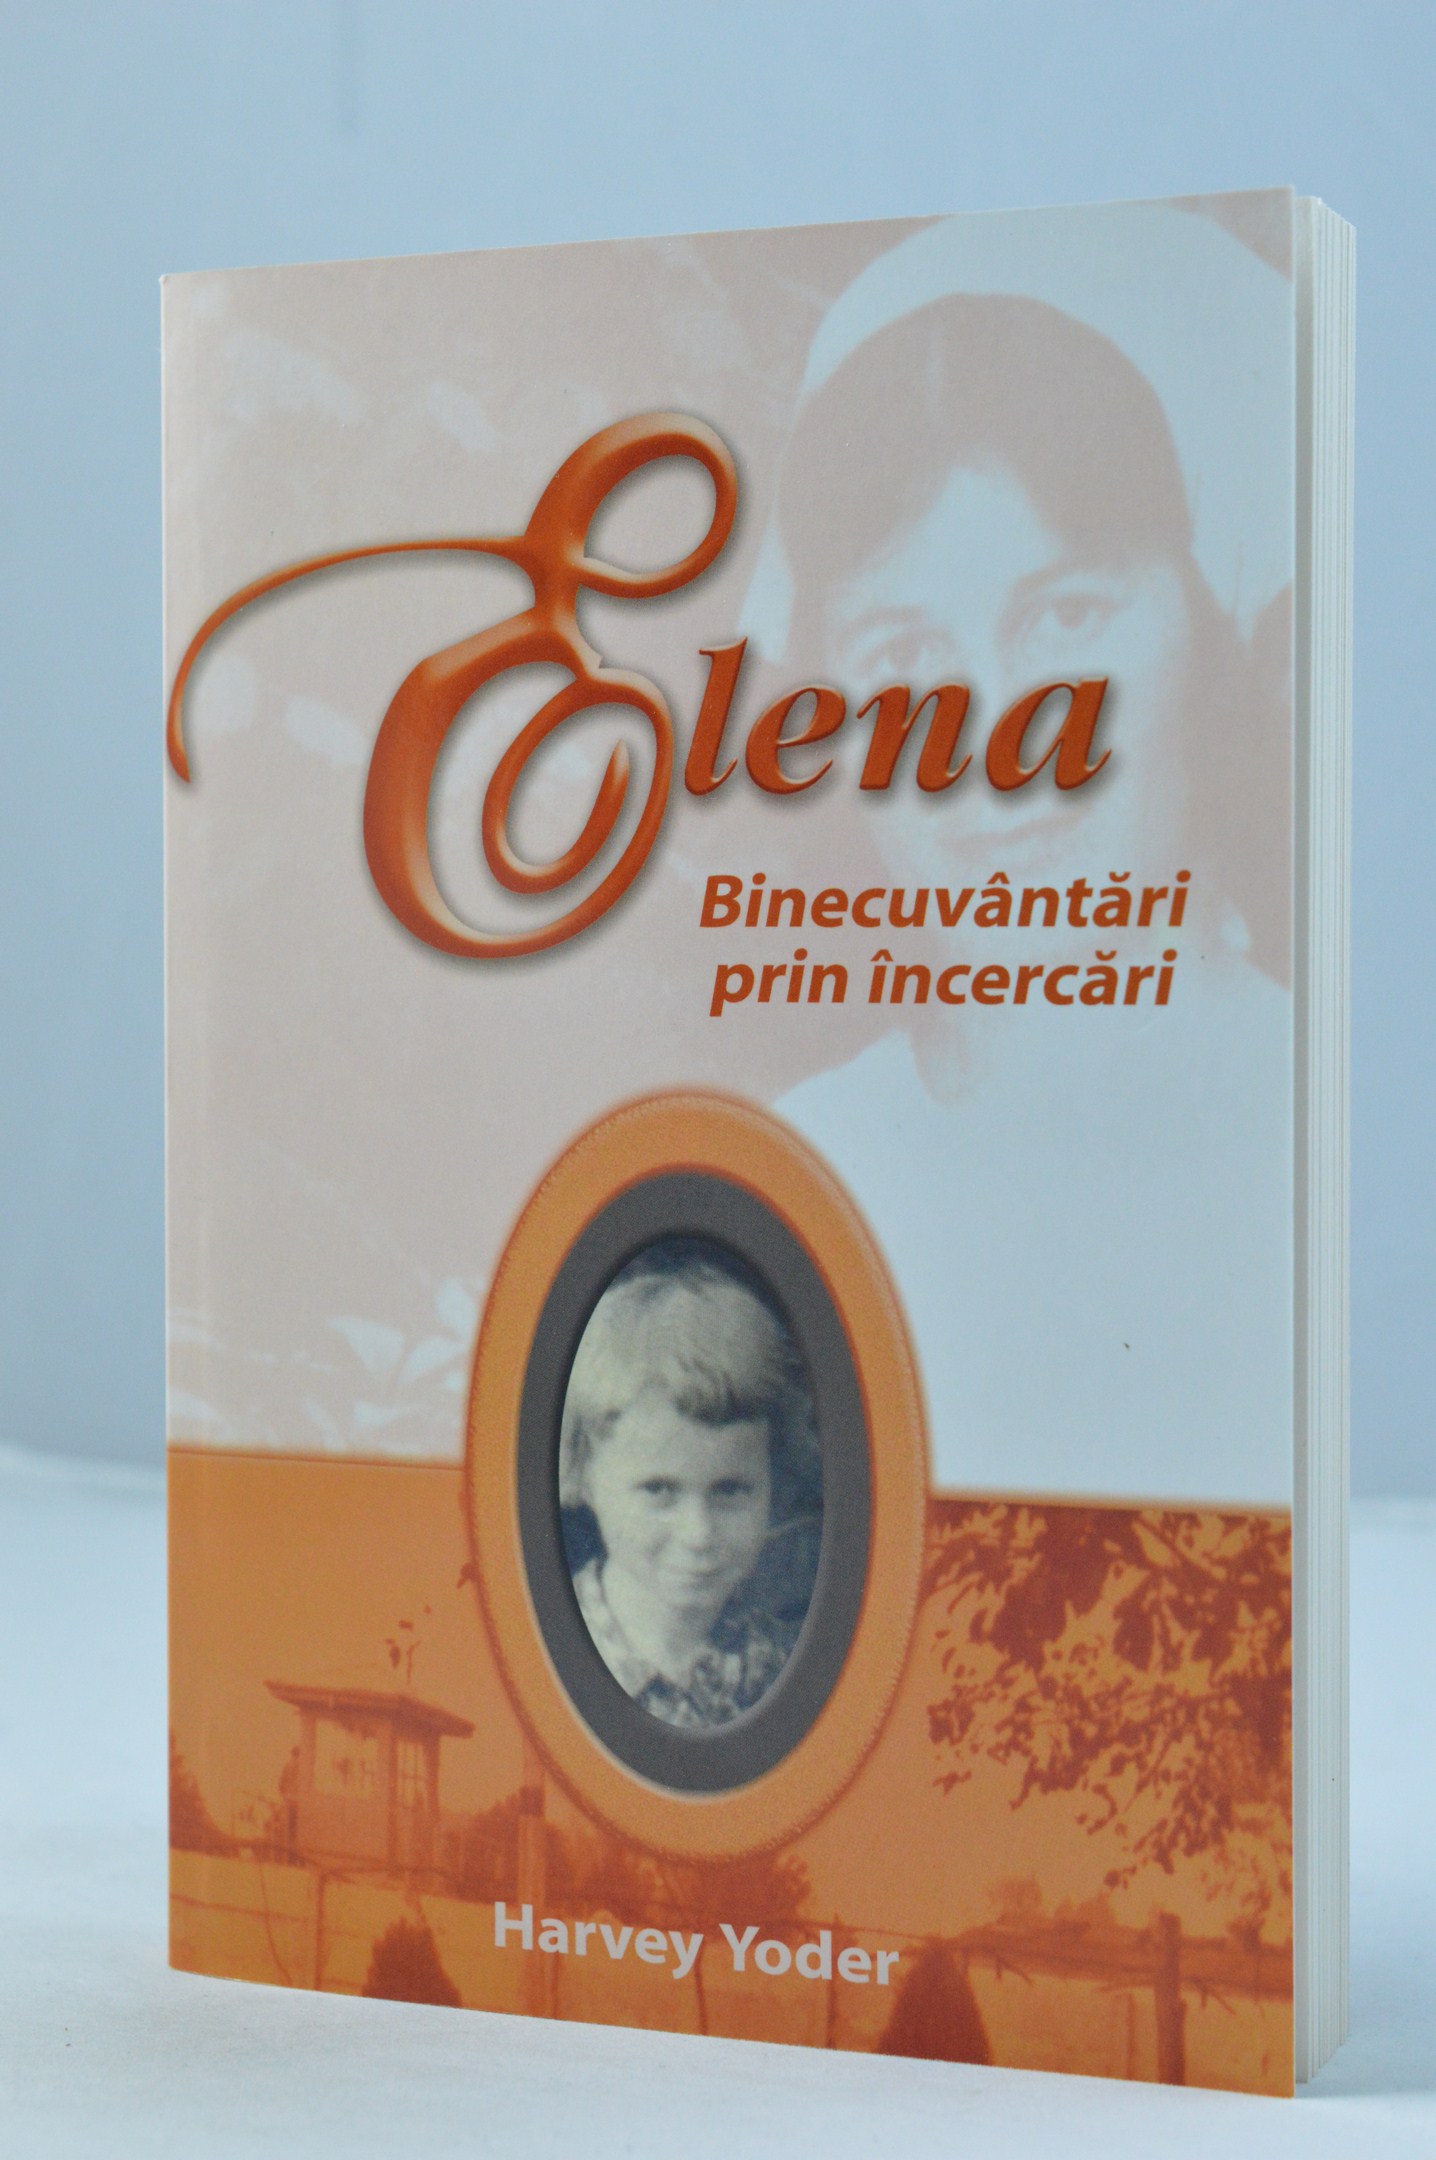 Elena
Binecuvântări
prin încercări
Harvey Yoder